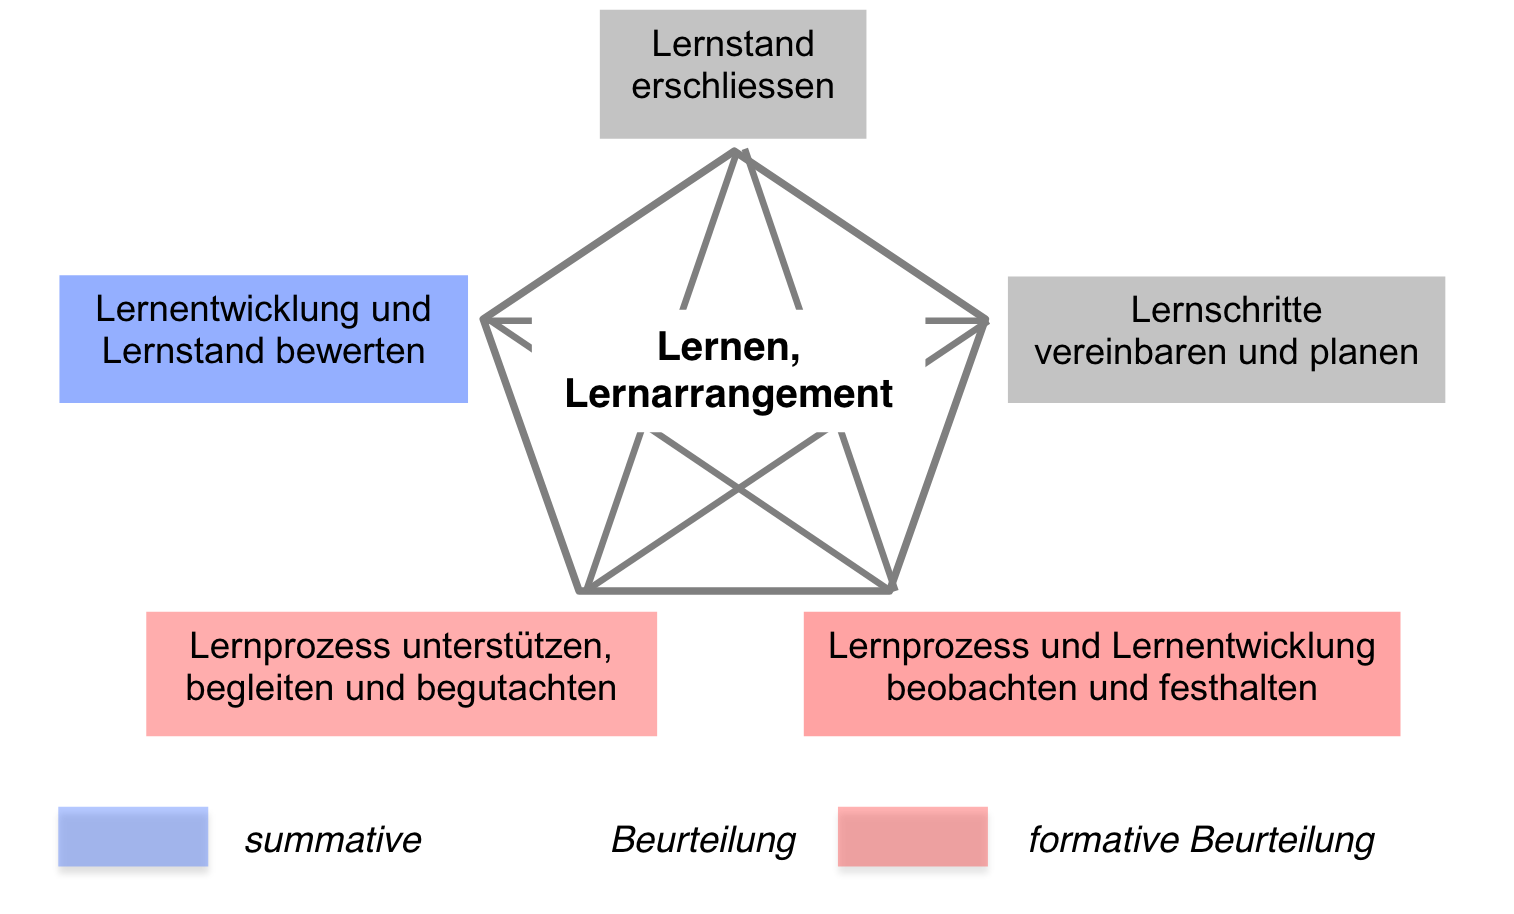 Lernstand
erschliessen
Lernentwicklung und
Lernstand bewerten
Lernschritte
vereinbaren und planen
Lernen,
Lernarrangement
Lernprozess unterstützen,
begleiten und begutachten
Lernprozess und Lernentwicklung
beobachten und festhalten
summative Beurteilung
formative Beurteilung